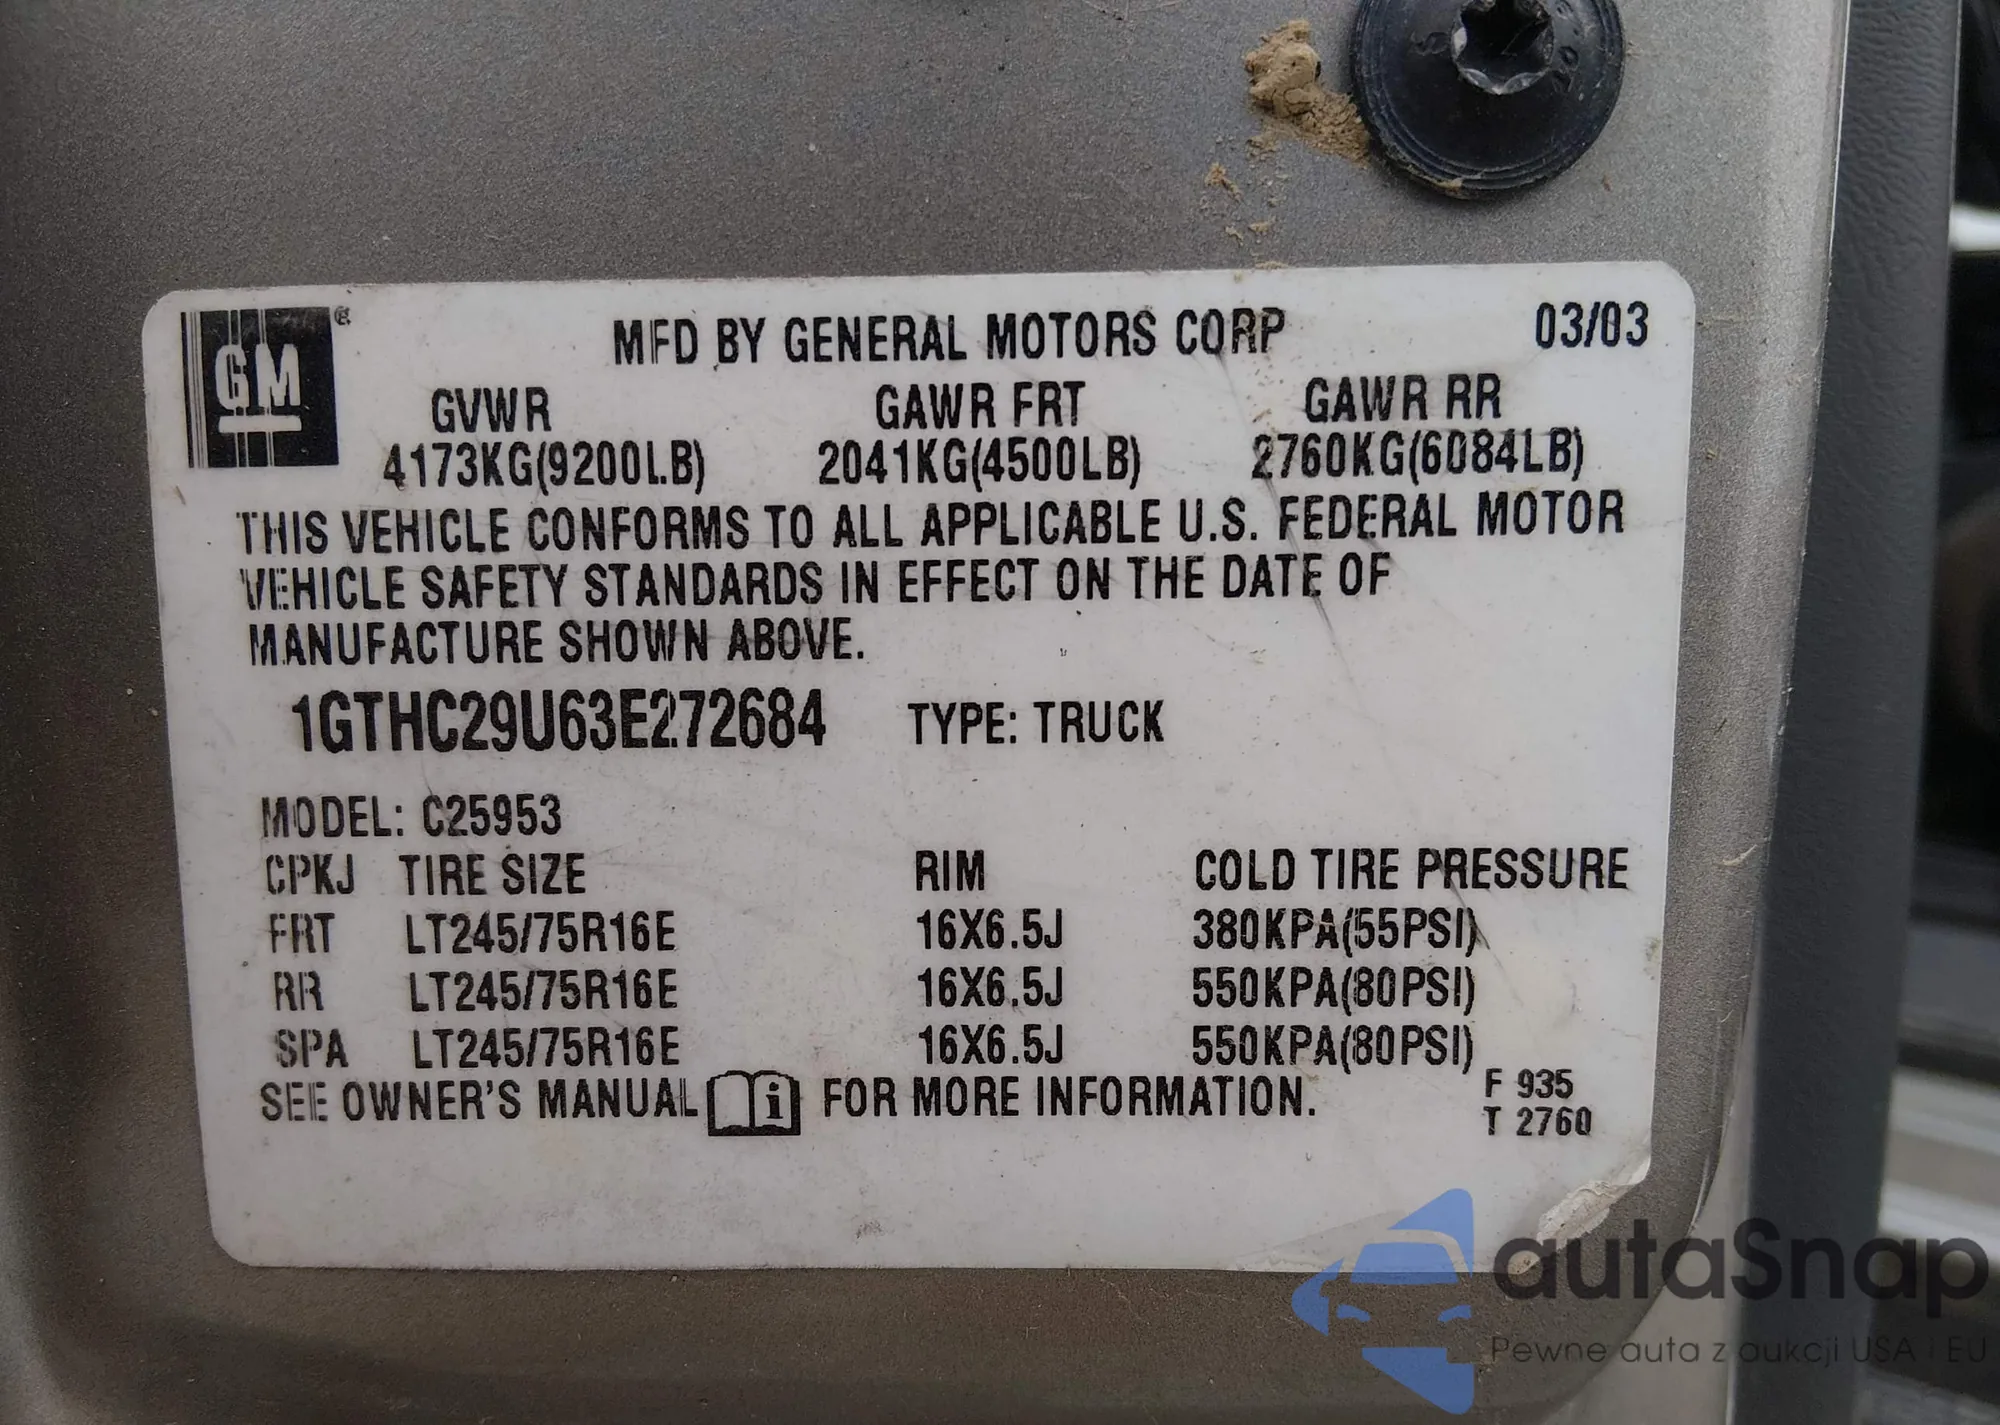 GM ®
MFD BY GENERAL MOTORS CORP 03/03
GVWR GAWR FRT GAWR RR
4173KG(9200LB) 2041KG(4500LB) 2760KG(6084LB)
THIS VEHICLE CONFORMS TO ALL APPLICABLE U.S. FEDERAL MOTOR
VEHICLE SAFETY STANDARDS IN EFFECT ON THE DATE OF
MANUFACTURE SHOWN ABOVE.
1GTHC29U63E272684 TYPE: TRUCK
MODEL: C25953
CPKJ TIRE SIZE RIM COLD TIRE PRESSURE
FRT LT245/75R16E 16X6.5J 380KPA(55PSI)
RR LT245/75R16E 16X6.5J 550KPA(80PSI)
SPA LT245/75R16E 16X6.5J 550KPA(80PSI)
SEE OWNER'S MANUAL i FOR MORE INFORMATION.
F 935
T 2760
autaSnap
Pewne auta z aukcji USA i EU